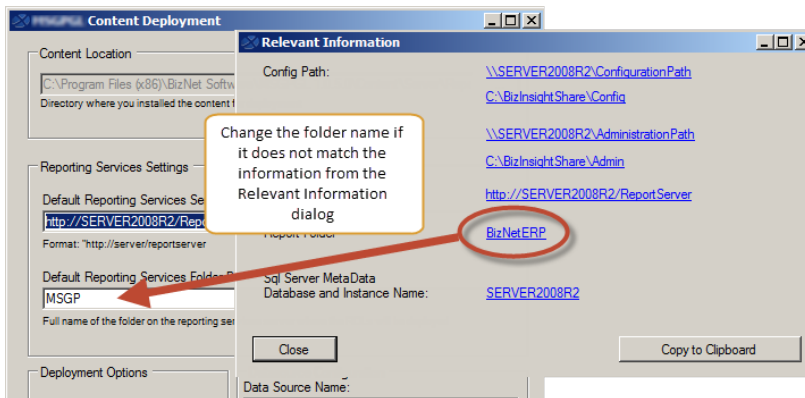 Content Deployment
Relevant Information
Content Location
C:\Program Files (x86)\BizNet Softw
Directory where you installed the content f
Config Path:
\\SERVER2008R2\ConfigurationPath
C:\BizInsightShare\Config
\\SERVER2008R2\AdministrationPath
C:\BizInsightShare\Admin
http://SERVER2008R2/ReportServer
Report Folder
BizNetERP
Sql Server MetaData
Database and Instance Name:
SERVER2008R2
Close
Copy to Clipboard
Change the folder name if
it does not match the
information from the
Relevant Information
dialog
Reporting Services Settings
Default Reporting Services Se
http://SERVER2008R2/Repo
Format: "http://server/reportserver
Default Reporting Services Folder P
MSGP
Full name of the folder on the reporting ser
Deployment Options
Data Source Name: